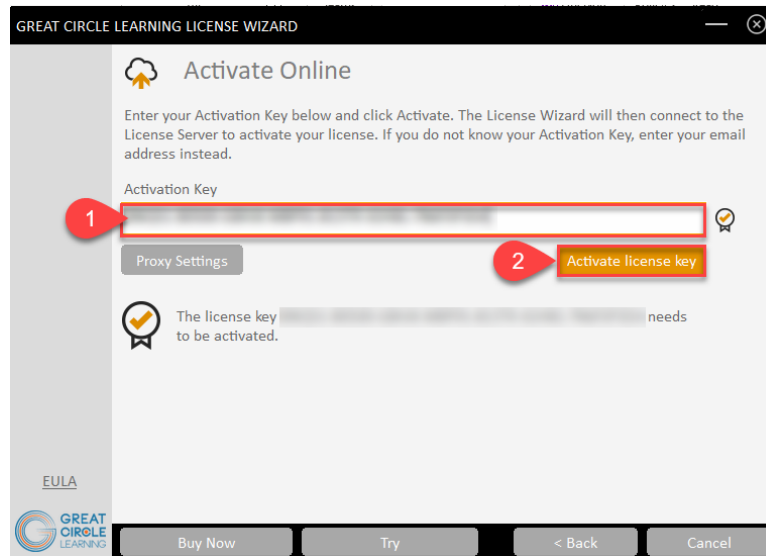 GREAT CIRCLE LEARNING LICENSE WIZARD
Activate Online
Enter your Activation Key below and click Activate. The License Wizard will then connect to the
License Server to activate your license. If you do not know your Activation Key, enter your email
address instead.
Activation Key
1
Proxy Settings
2
Activate license key
The license key needs
to be activated.
EULA
GREAT
CIRCLE
LEARNING
Buy Now
Try
< Back
Cancel